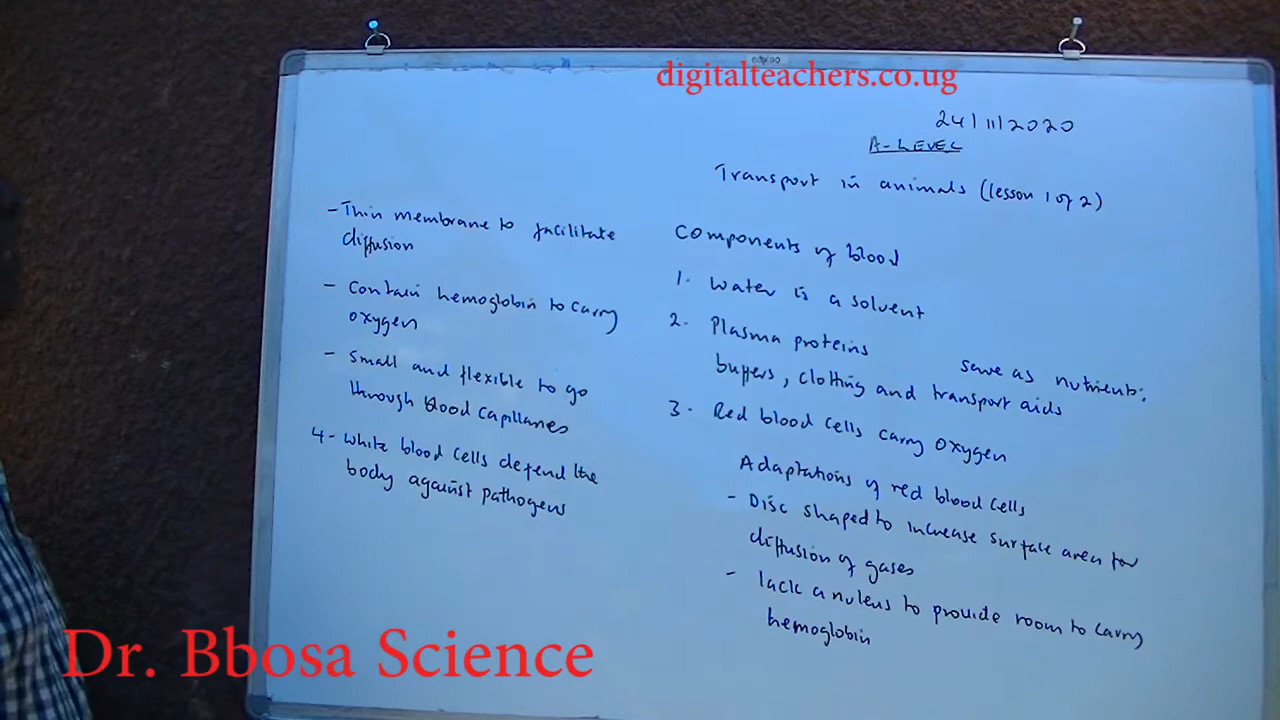 digitalteachers.co.ug
24/11/2020
A-LEVEL
Transport in animals (lesson 1 of 2)
Components of blood
1. Water is a solvent
2. Plasma proteins serve as nutrients,
buffers, clotting and transport aids
3. Red blood cells carry oxygen
Adaptations of red blood cells
- Disc shaped to increase surface area for
diffusion of gases
- lack a nuleus to provide room to carry
hemoglobin
- Thin membrane to facilitate
diffusion
- Contain hemoglobin to carry
oxygen
- Small and flexible to go
through blood capillaries
4- White blood cells defend the
body against pathogens
Dr. Bbosa Science